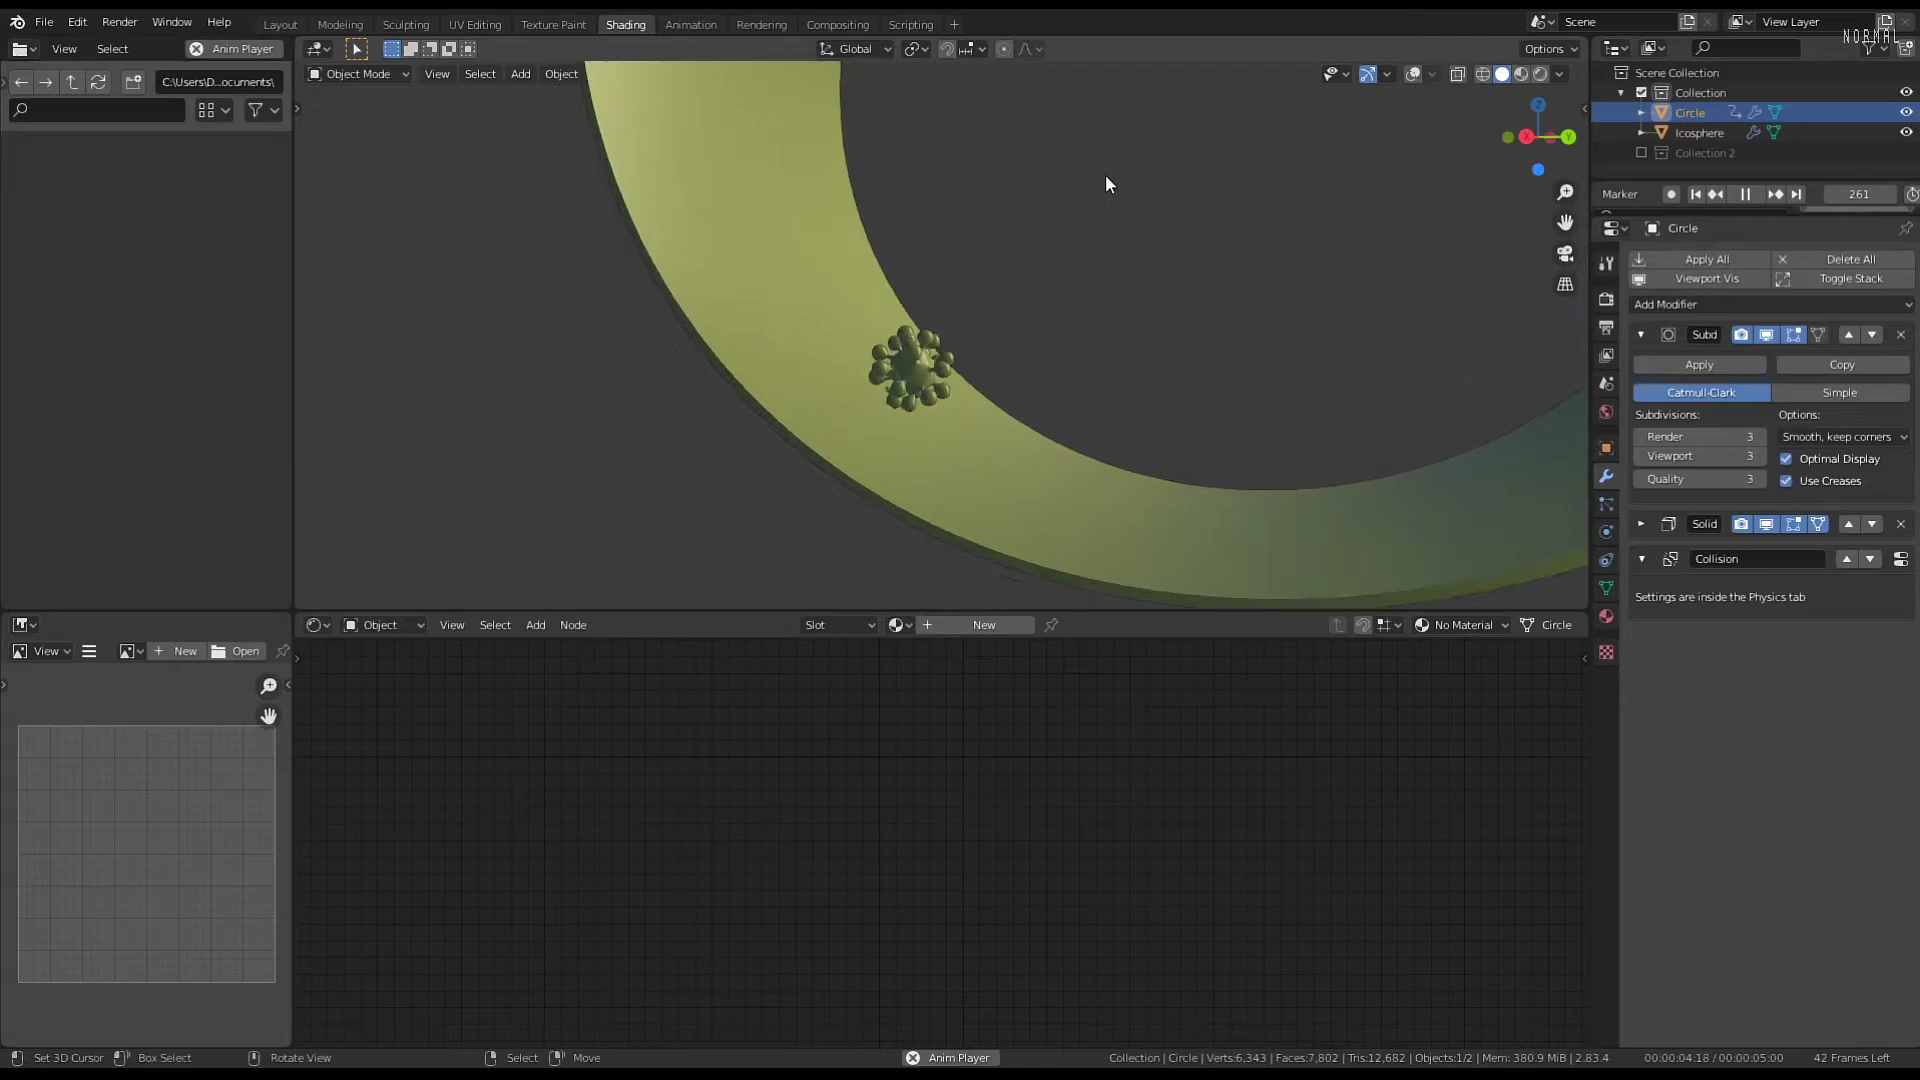 File Edit Render Window Help Layout Modeling Sculpting UV Editing Texture Paint Shading Animation Rendering Compositing Scripting + Scene View Layer
NORMAL
View Select Anim Player Global Options
C:\Users\D...ocuments\ Object Mode View Select Add Object
Scene Collection
Collection
Circle
Icosphere
Collection 2
Z
X Y
Marker 261
Circle
Apply All Delete All
Viewport Vis Toggle Stack
Add Modifier
Subd
Apply Copy
Catmull-Clark Simple
Subdivisions: Options:
Render 3 Smooth, keep corners
Viewport 3 Optimal Display
Quality 3 Use Creases
Solid
Collision
Settings are inside the Physics tab
Object View Select Add Node Slot New No Material Circle
View New Open
Set 3D Cursor Box Select Rotate View Select Move Anim Player Collection | Circle | Verts:6,343 | Faces:7,802 | Tris:12,682 | Objects:1/2 | Mem: 380.9 MiB | 2.83.4 00:00:04:18 / 00:00:05:00 42 Frames Left